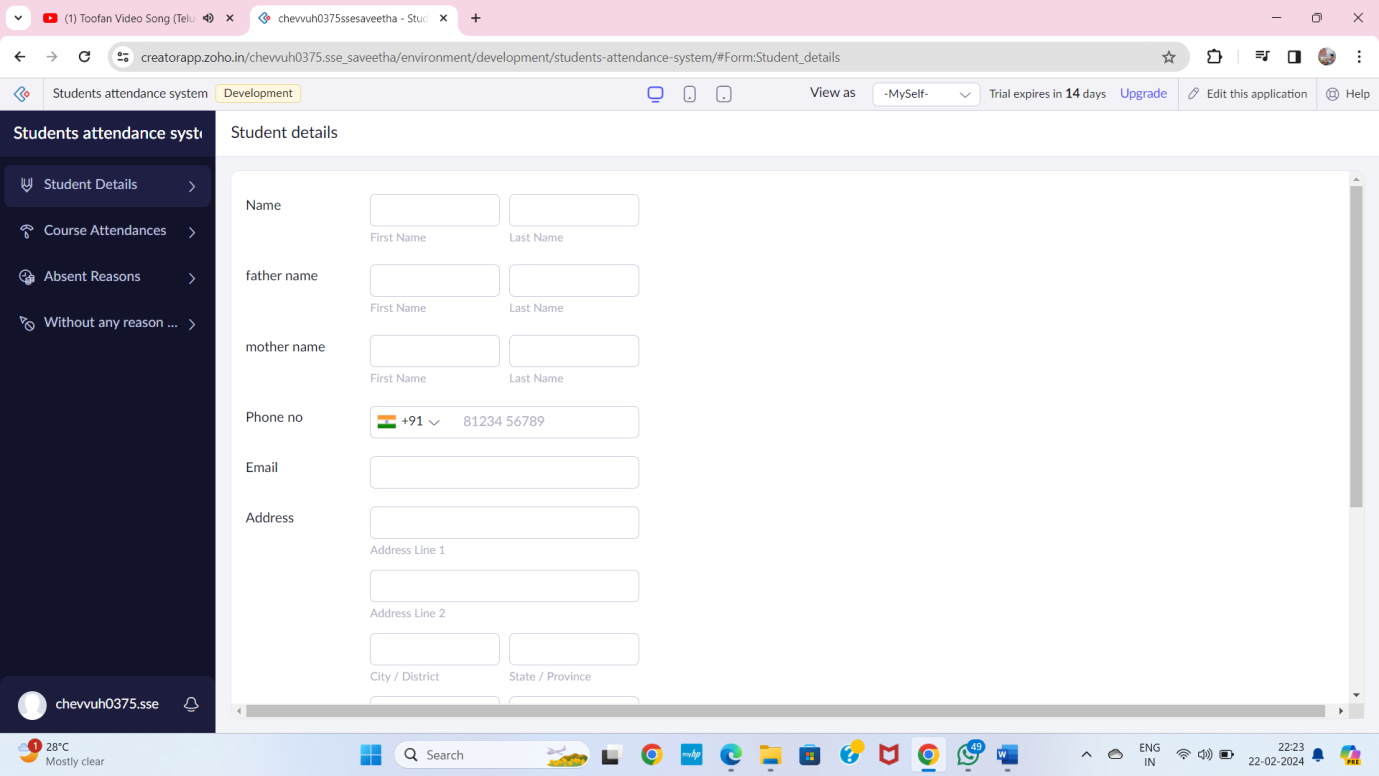 (1) Toofan Video Song (Telu
chevvuh0375ssesaveetha - Stud
creatorapp.zoho.in/chevvuh0375.sse_saveetha/environment/development/students-attendance-system/#Form:Student_details
Students attendance system Development View as -MySelf- Trial expires in 14 days Upgrade Edit this application Help
Students attendance syste
Student details
Student Details
Course Attendances
Absent Reasons
Without any reason ...
Name
First Name Last Name
father name
First Name Last Name
mother name
First Name Last Name
Phone no +91 81234 56789
Email
Address
Address Line 1
Address Line 2
City / District State / Province
chevvuh0375.sse
1 28°C
Mostly clear
Search
myhp
49
W
ENG
IN
22:23
22-02-2024
PRE